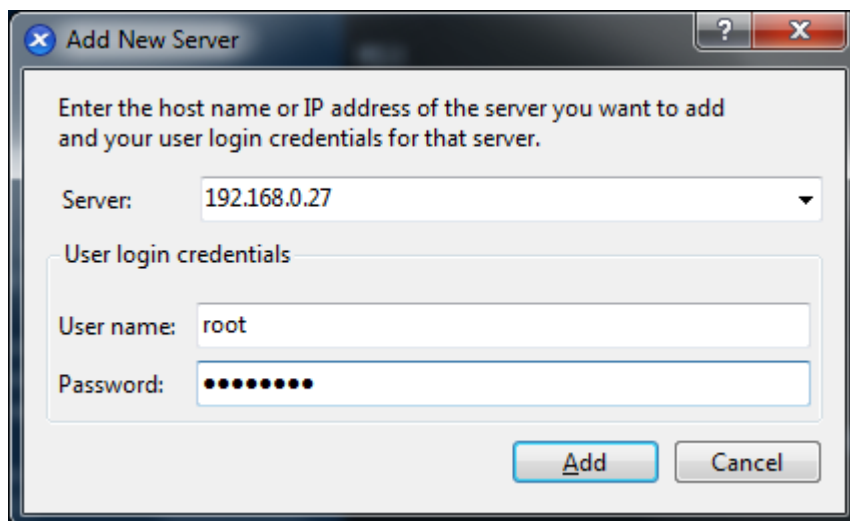 Add New Server
?
x
Enter the host name or IP address of the server you want to add
and your user login credentials for that server.
Server: 192.168.0.27
User login credentials
User name: root
Password: ●●●●●●●●
Add Cancel